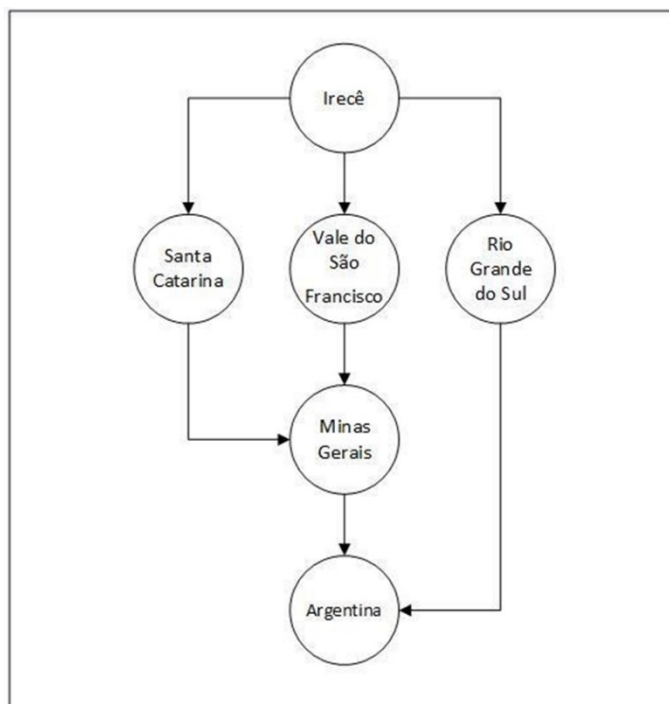 Irecê
Santa
Catarina
Vale do
São
Francisco
Rio
Grande
do Sul
Minas
Gerais
Argentina